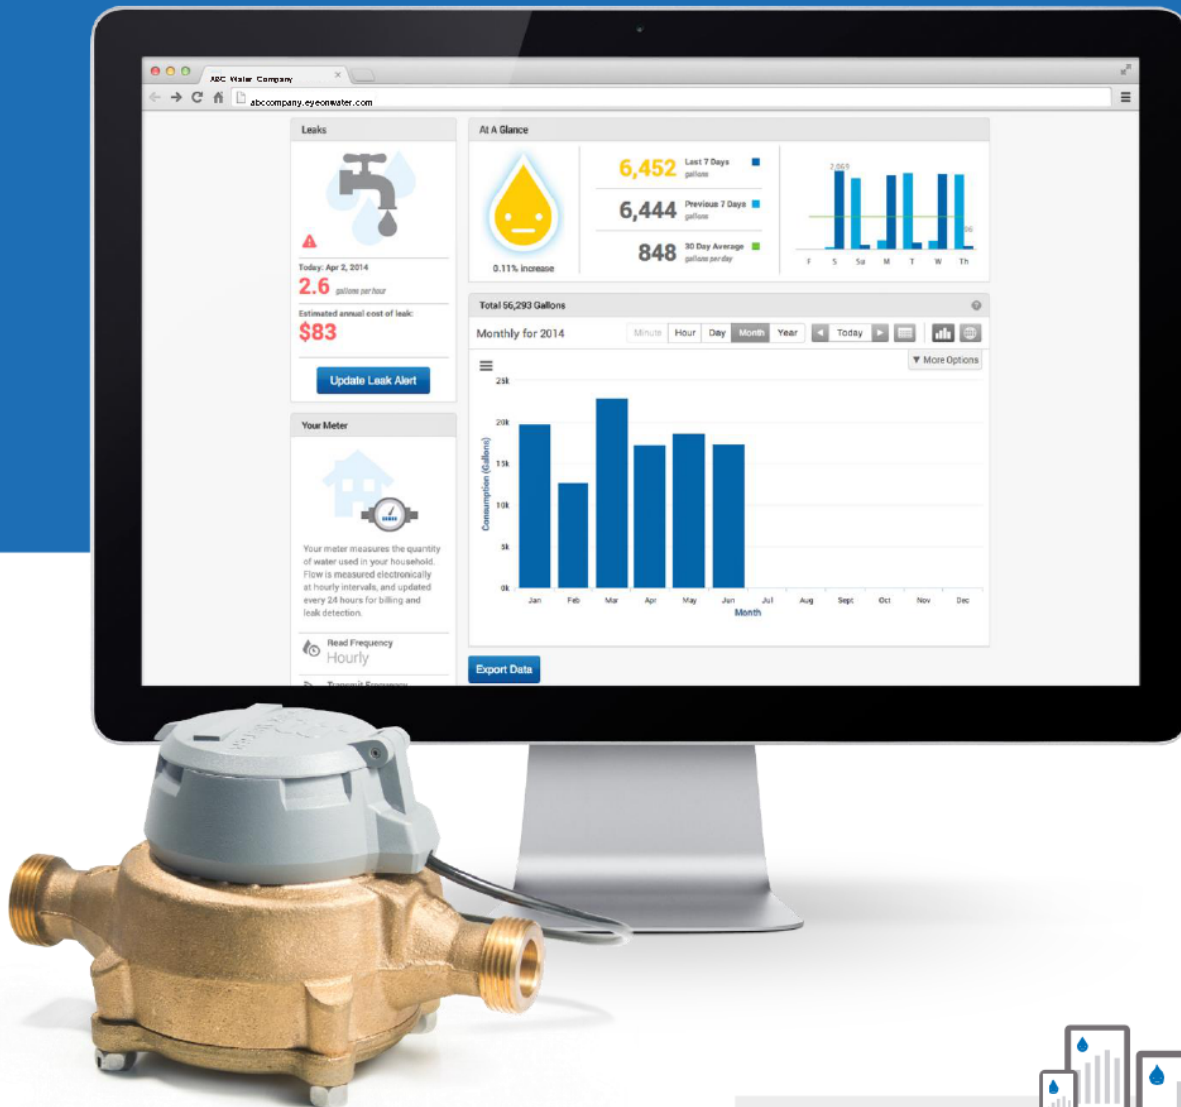 ABC Water Company
abccompany.eyeonwater.com
Leaks
Today: Apr 2, 2014
2.6 gallons per hour
Estimated annual cost of leak:
$83
Update Leak Alert
Your Meter
Your meter measures the quantity
of water used in your household.
Flow is measured electronically
at hourly intervals, and updated
every 24 hours for billing and
leak detection.
Read Frequency
Hourly
Transmit Frequency
At A Glance
0.11% increase
6,452 Last 7 Days
gallons
6,444 Previous 7 Days
gallons
848 30 Day Average
gallons per day
2,069
F S Su M T W Th
Total 56,293 Gallons
Monthly for 2014
Minute Hour Day Month Year Today
More Options
25k
20k
15k
10k
5k
0k
Consumption (Gallons)
Jan Feb Mar Apr May Jun Jul Aug Sept Oct Nov Dec
Month
Export Data